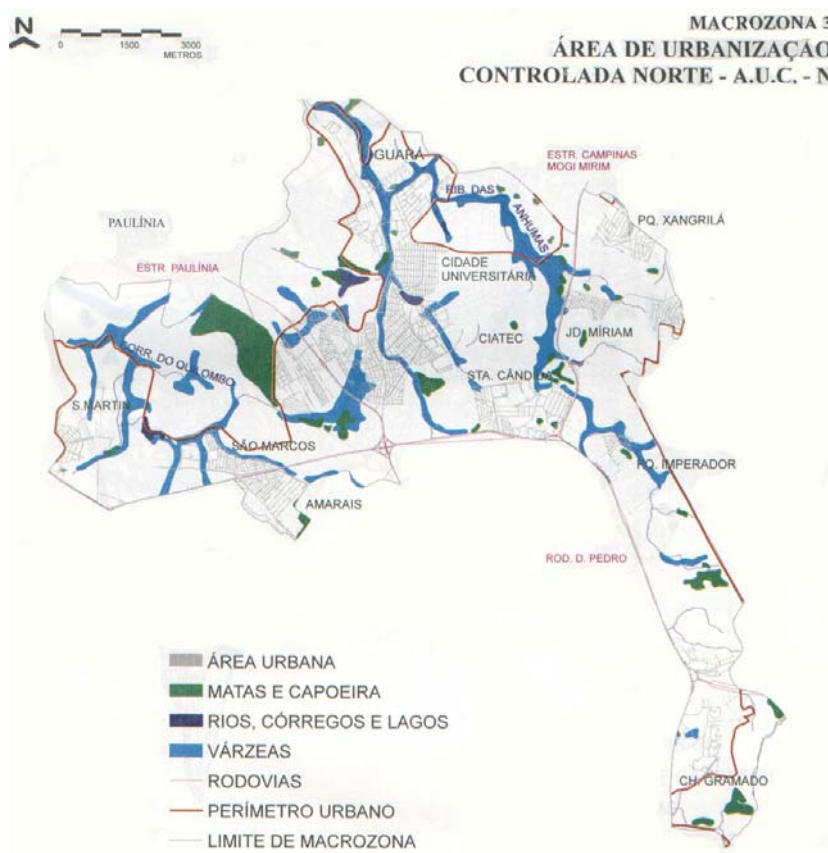 N
0 1500 3000
METROS
MACROZONA 3
ÁREA DE URBANIZAÇÃO
CONTROLADA NORTE - A.U.C. - N
IGUARÁ
ESTR. CAMPINAS
MOGI MIRIM
RIB. DAS
ANHUMAS
PAULÍNIA
PQ. XANGRILÁ
ESTR. PAULÍNIA
CIDADE
UNIVERSITÁRIA
CORR. DO QUILOMBO
CIATEC
JD. MÍRIAM
STA. CÂNDIDA
S.MARTIN
SÃO MARCOS
PQ. IMPERADOR
AMARAIS
ROD. D. PEDRO
CH. GRAMADO
ÁREA URBANA
MATAS E CAPOEIRA
RIOS, CÓRREGOS E LAGOS
VÁRZEAS
RODOVIAS
PERÍMETRO URBANO
LIMITE DE MACROZONA